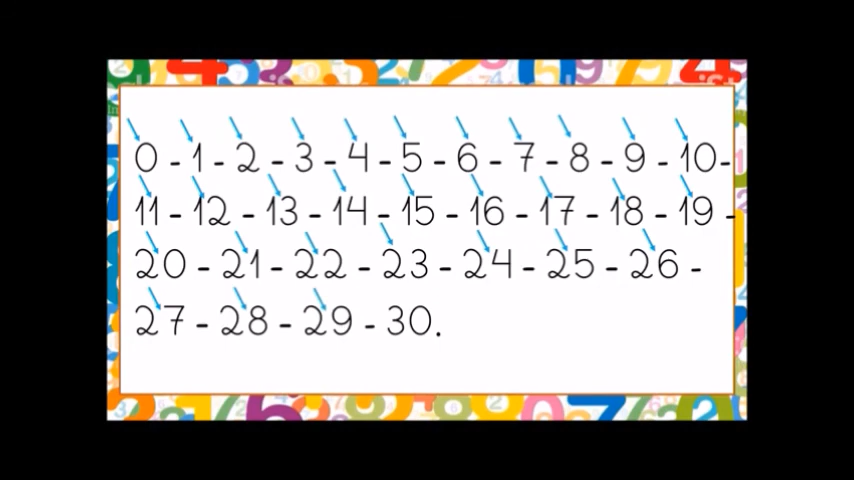 0 - 1 - 2 - 3 - 4 - 5 - 6 - 7 - 8 - 9 - 10 -
11 - 12 - 13 - 14 - 15 - 16 - 17 - 18 - 19 -
20 - 21 - 22 - 23 - 24 - 25 - 26 -
27 - 28 - 29 - 30.